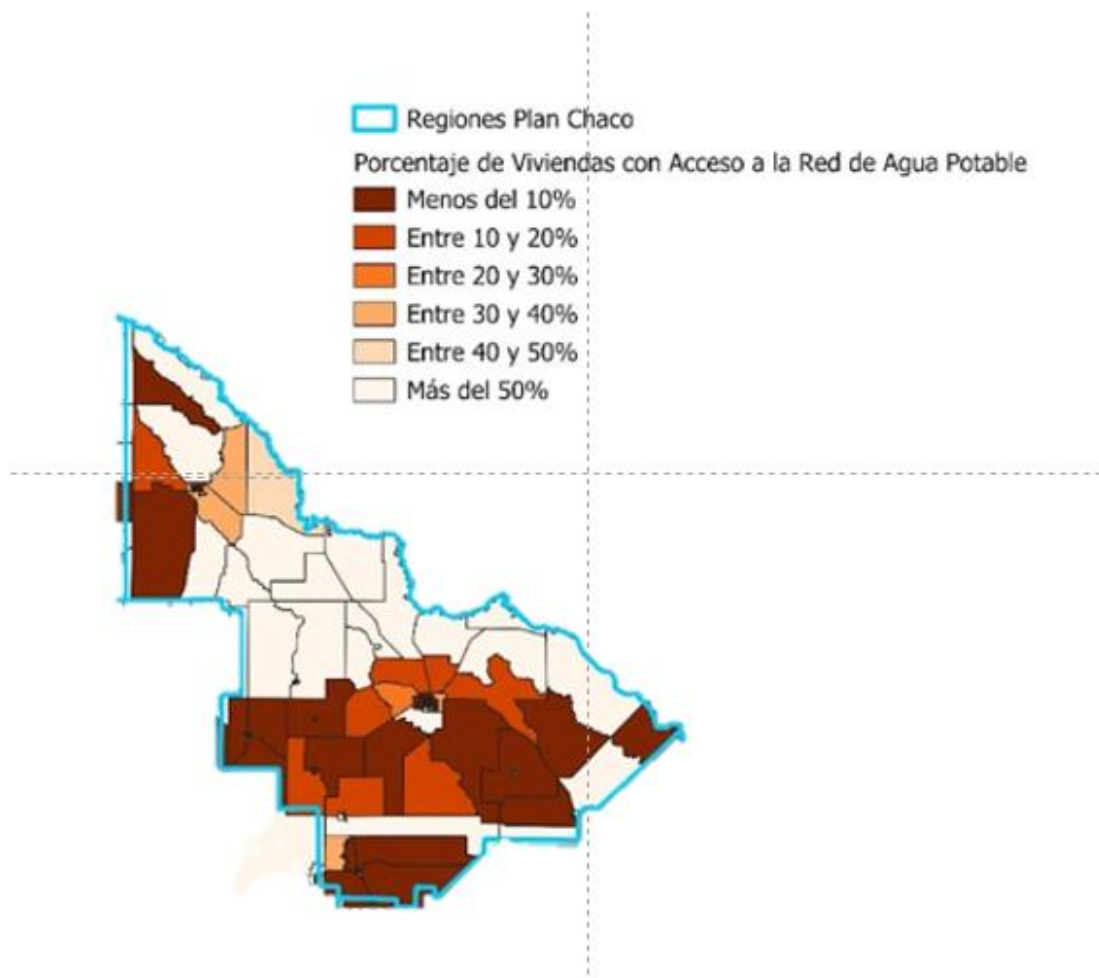 Regiones Plan Chaco
Porcentaje de Viviendas con Acceso a la Red de Agua Potable
Menos del 10%
Entre 10 y 20%
Entre 20 y 30%
Entre 30 y 40%
Entre 40 y 50%
Más del 50%